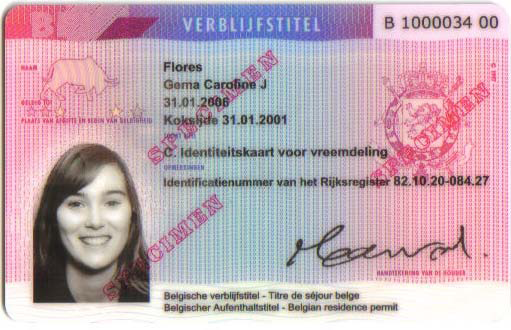 B
VERBLIJFSTITEL
B 1000034 00
NAAM
Flores
Gema Caroline J
GELDIG TOT
31.01.2006
PLAATS VAN AFGIFTE EN BEGIN VAN GELDIGHEID
Koksijde 31.01.2001
C. Identiteitskaart voor vreemdeling
OPMERKINGEN
Identificatienummer van het Rijksregister 82.10.20-084.27
SPECIMEN
SPECIMEN
SPECIMEN
HANDTEKENING VAN DE HOUDER
Belgische verblijfstitel - Titre de séjour belge
Belgischer Aufenthaltstitel - Belgian residence permit